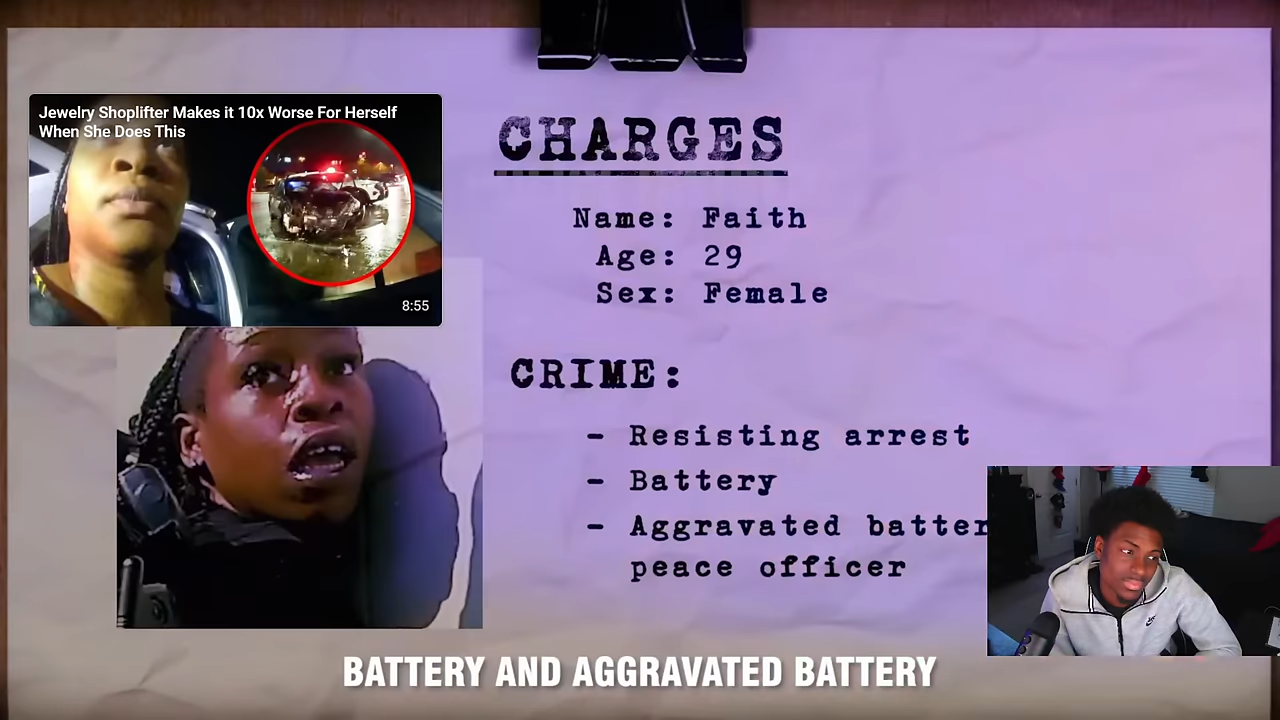 Jewelry Shoplifter Makes it 10x Worse For Herself
When She Does This
8:55
CHARGES
Name: Faith
Age: 29
Sex: Female
CRIME:
- Resisting arrest
- Battery
- Aggravated batter
peace officer
BATTERY AND AGGRAVATED BATTERY